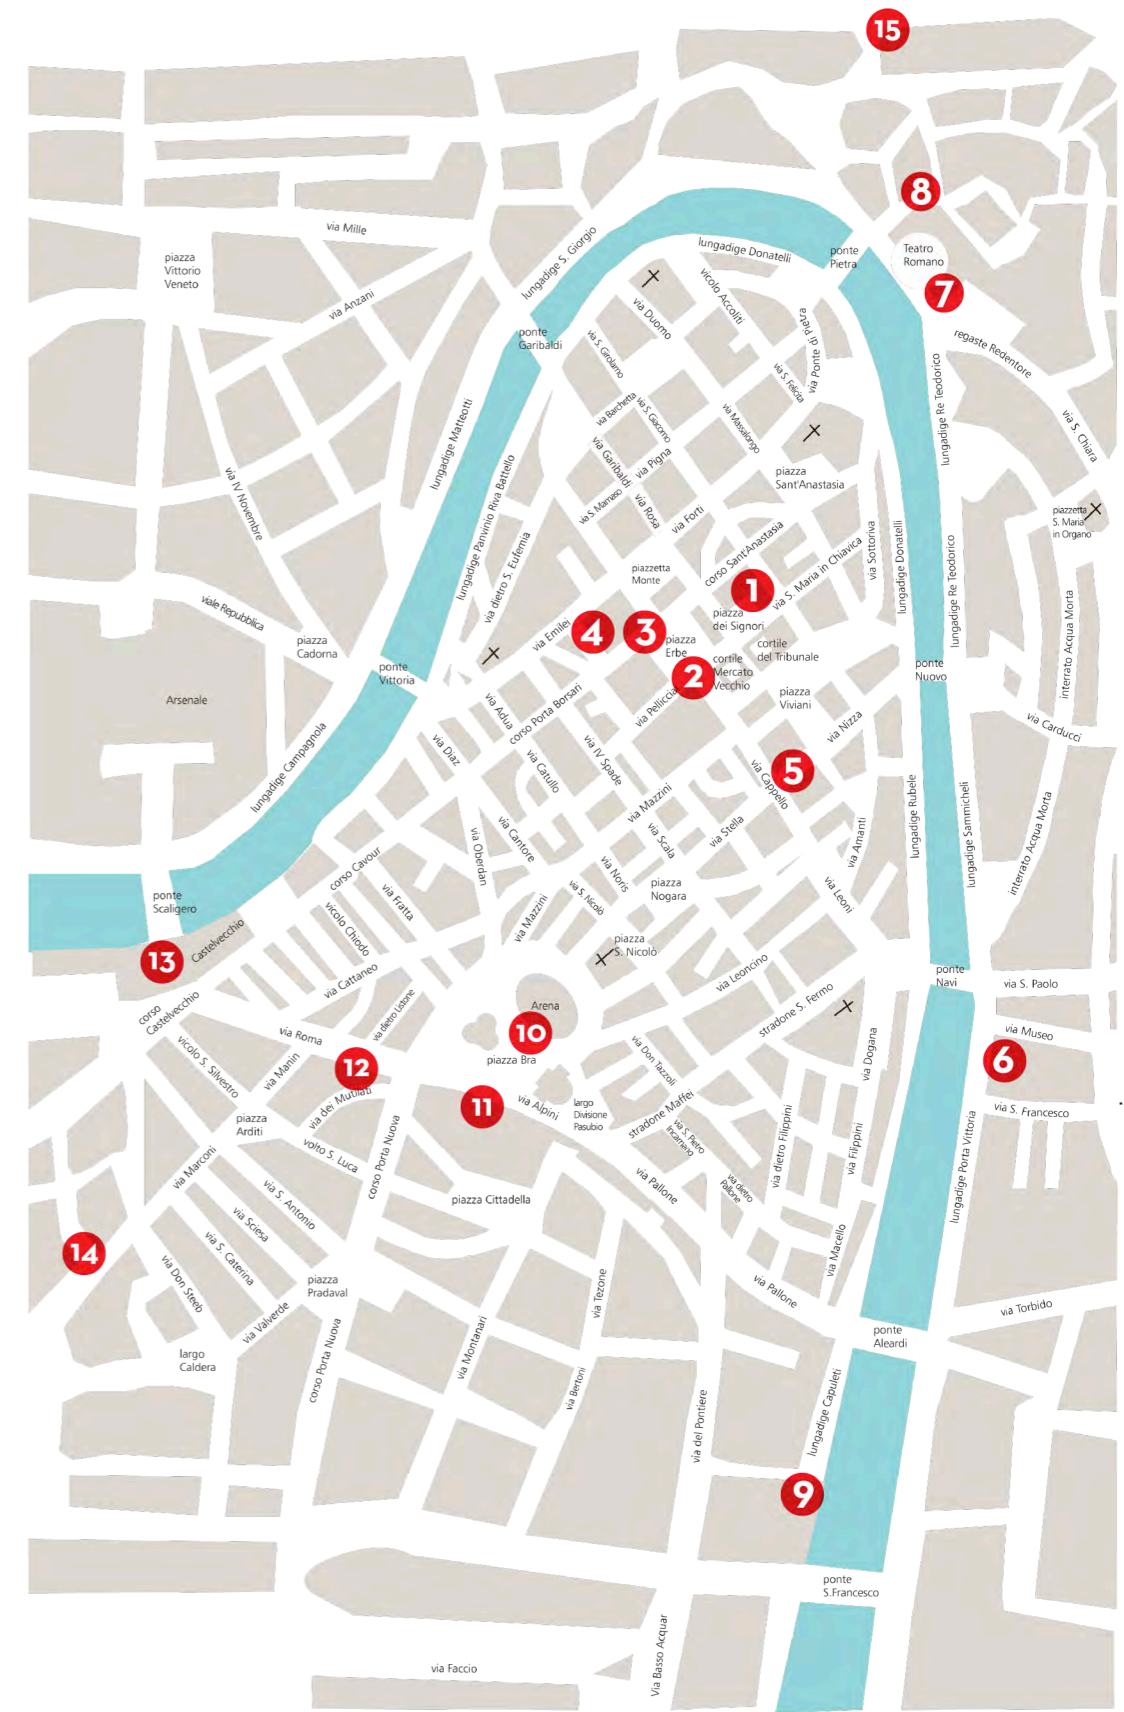 15
8
via Mille
piazza
Vittorio
Veneto
lungadige S. Giorgio
lungadige Donatelli
ponte
Pietra
Teatro
Romano
7
via Anzani
via Duomo
vicolo Accoliti
via di Ponte Pietra
ponte
Garibaldi
regaste Redentore
via S. Girolamo
via S. Felicita
lungadige Re Teodorico
lungadige Matteotti
via Barchetta
via S. Giacomo
via Massalongo
via S. Chiara
via Garibaldi
via Pigna
piazza
Sant'Anastasia
via IV Novembre
lungadige Panvinio Riva Battello
via S. Mamaso
via Rosa
via Forti
piazzetta
S. Maria
in Organo
via dietro S. Eufemia
corso Sant'Anastasia
via S. Maria in Chiavica
via Sottoriva
lungadige Donatelli
lungadige Re Teodorico
piazzetta
Monte
1
viale Repubblica
piazza
Cadorna
via Emilei
4
3
piazza
Erbe
piazza
dei Signori
cortile
del Tribunale
2
cortile
Mercato
Vecchio
interrato Acqua Morta
ponte
Vittoria
ponte
Nuovo
Arsenale
via Adua
corso Porta Borsari
via Pelliciai
piazza
Viviani
via Nizza
via Carducci
lungadige Campagnola
via Diaz
via Catullo
via IV Spade
via Cappello
5
via Mazzini
via Scala
via Stella
via Amanti
lungadige Rubele
lungadige Sammicheli
interrato Acqua Morta
via Oberdan
via Cantore
corso Cavour
via Fratta
via Noris
piazza
Nogara
via Leoni
ponte
Scaligero
vicolo Chiodo
via Mazzini
via S. Nicolò
piazza
S. Nicolò
Castelvecchio
13
via Cattaneo
via Leoncino
ponte
Navi
via S. Paolo
corso
Castelvecchio
via dietro Listone
Arena
10
stradone S. Fermo
via Museo
6
via Roma
vicolo S. Silvestro
via Manin
12
piazza Bra
via Don Tazzoli
via Dogana
via dei Mutilati
11
via Alpini
largo
Divisione
Pasubio
stradone Maffei
via S. Francesco
piazza
Arditi
volto S. Luca
via S. Pietro
Incarnario
via dietro Filippini
via Filippini
lungadige Porta Vittoria
via Marconi
corso Porta Nuova
via S. Antonio
piazza Cittadella
via Pallone
via dietro
Pallone
14
via Sciesa
via S. Caterina
via Don Steeb
via Macello
piazza
Pradaval
via Tezone
via Pallone
via Torbido
via Valverde
ponte
Aleardi
largo
Caldera
corso Porta Nuova
via Montanari
via Bertoni
via del Pontiere
lungadige Capuleti
9
ponte
S.Francesco
Via Basso Acquar
via Faccio